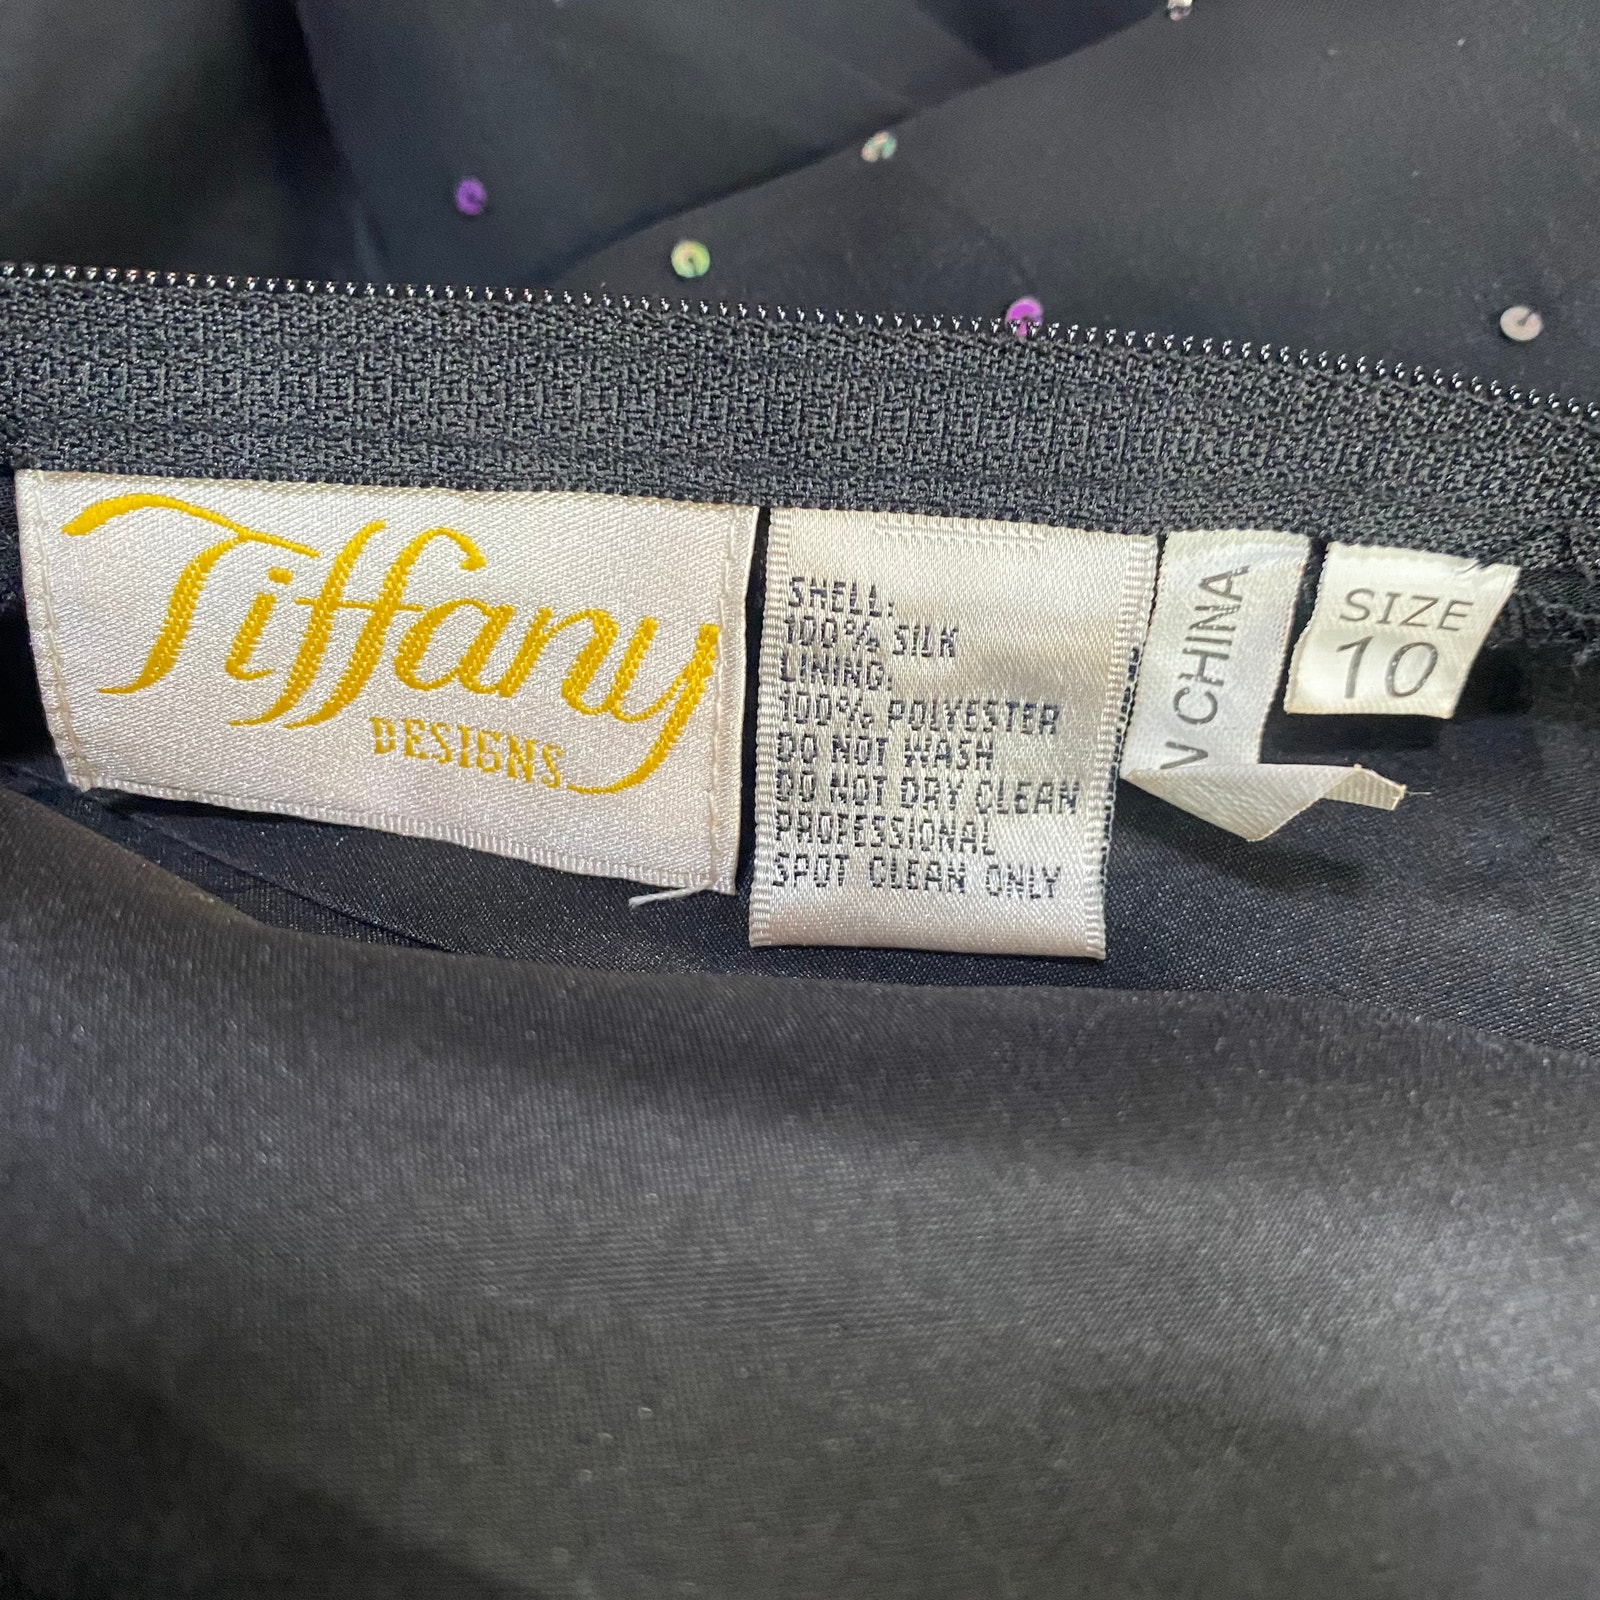 Tiffany
DESIGNS
SHELL:
100% SILK
LINING:
100% POLYESTER
DO NOT WASH
DO NOT DRY CLEAN
PROFESSIONAL
SPOT CLEAN ONLY
CHINA
SIZE
10